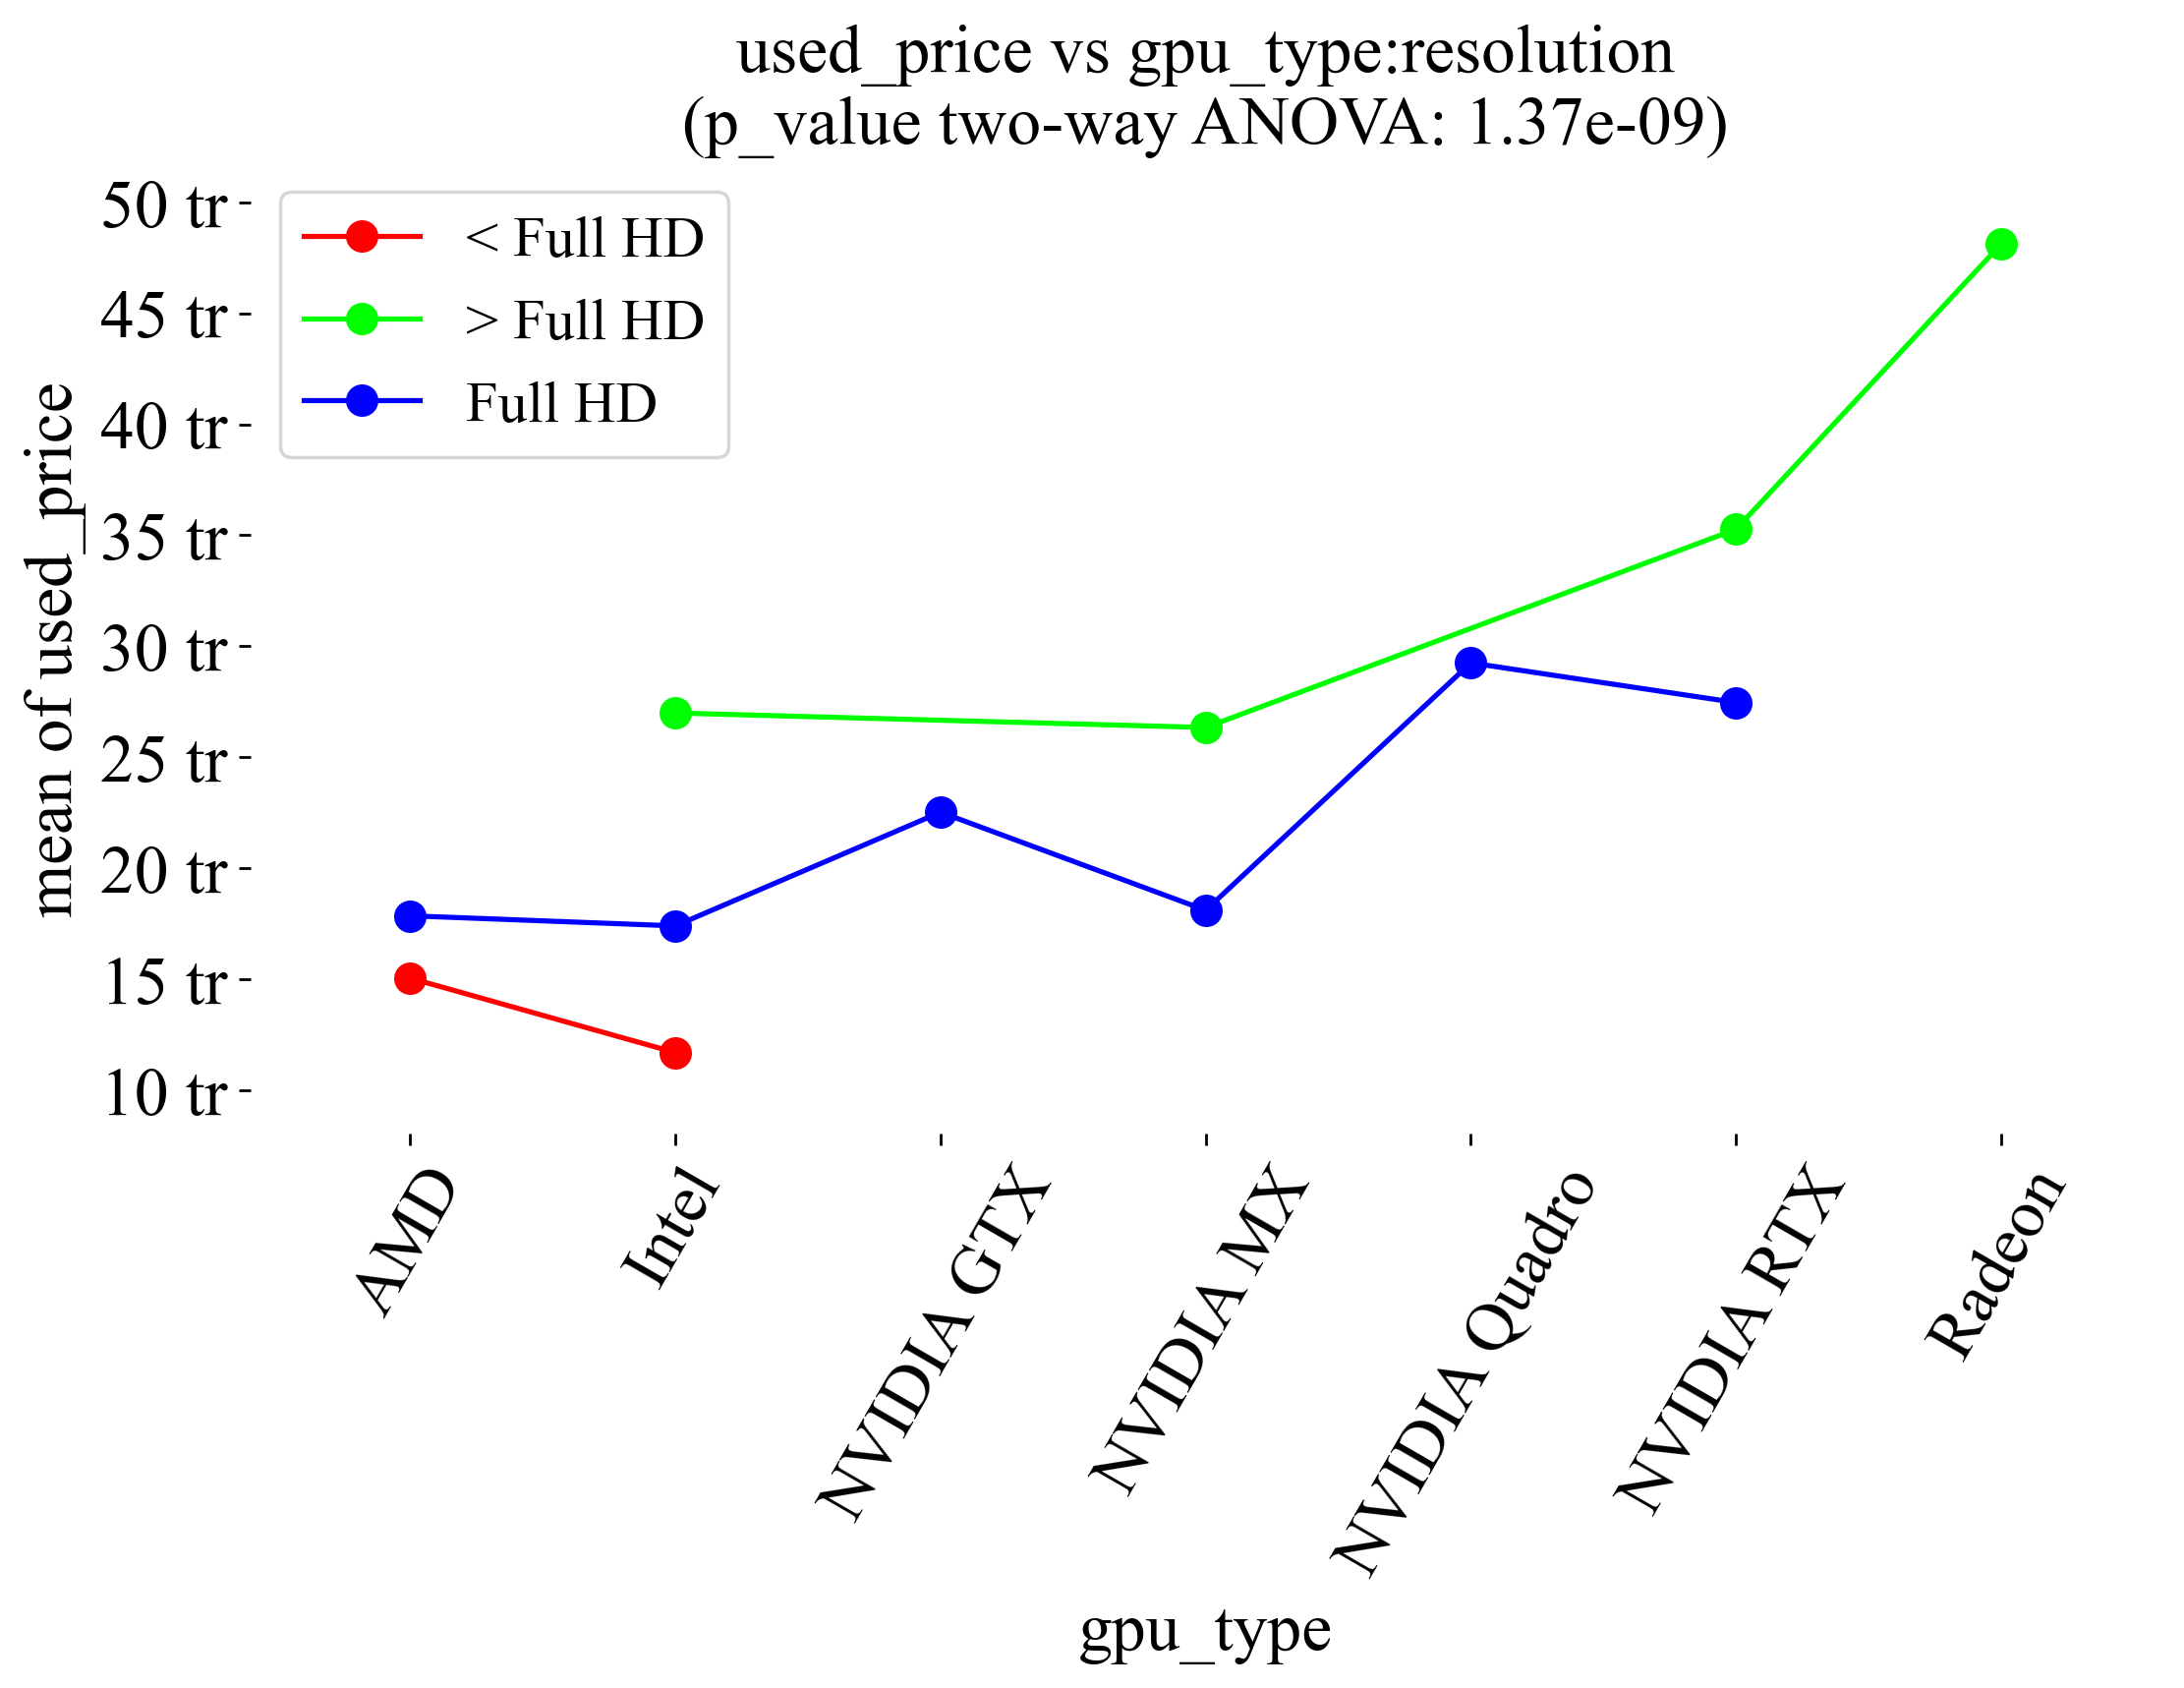 used_price vs gpu_type:resolution
(p_value two-way ANOVA: 1.37e-09)
50 tr
45 tr
40 tr
35 tr
30 tr
25 tr
20 tr
15 tr
10 tr
mean of used_price
< Full HD
> Full HD
Full HD
AMD
Intel
NVIDIA GTX
NVIDIA MX
NVIDIA Quadro
NVIDIA RTX
Radeon
gpu_type